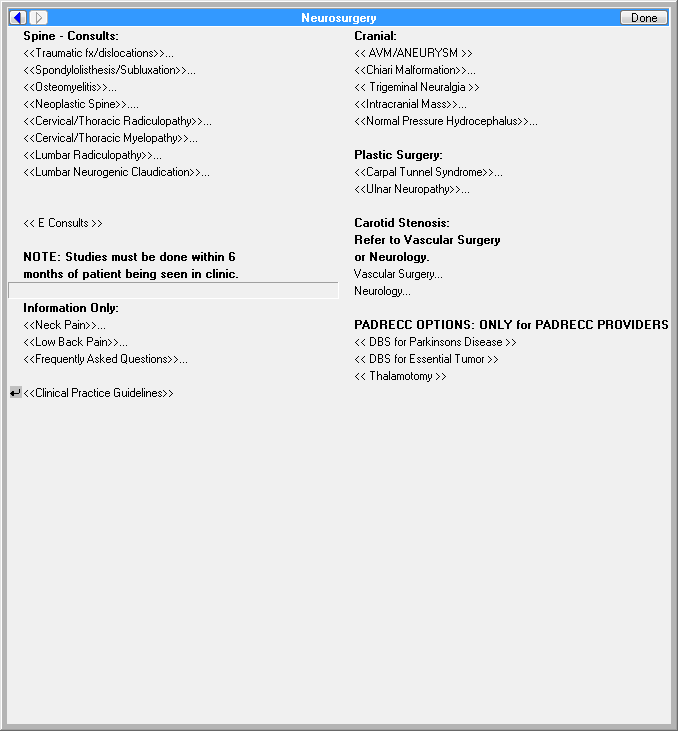 Neurosurgery
Done
Spine - Consults:
<<Traumatic fx/dislocations>>...
<<Spondylolisthesis/Subluxation>>...
<<Osteomyelitis>>...
<<Neoplastic Spine>>....
<<Cervical/Thoracic Radiculopathy>>...
<<Cervical/Thoracic Myelopathy>>...
<<Lumbar Radiculopathy>>...
<<Lumbar Neurogenic Claudication>>...
<< E Consults >>
NOTE: Studies must be done within 6
months of patient being seen in clinic.
Information Only:
<<Neck Pain>>...
<<Low Back Pain>>...
<<Frequently Asked Questions>>...
<<Clinical Practice Guidelines>>
Cranial:
<< AVM/ANEURYSM >>
<<Chiari Malformation>>...
<< Trigeminal Neuralgia >>
<<Intracranial Mass>>...
<<Normal Pressure Hydrocephalus>>...
Plastic Surgery:
<<Carpal Tunnel Syndrome>>...
<<Ulnar Neuropathy>>...
Carotid Stenosis:
Refer to Vascular Surgery
or Neurology.
Vascular Surgery...
Neurology...
PADRECC OPTIONS: ONLY for PADRECC PROVIDERS
<< DBS for Parkinsons Disease >>
<< DBS for Essential Tumor >>
<< Thalamotomy >>